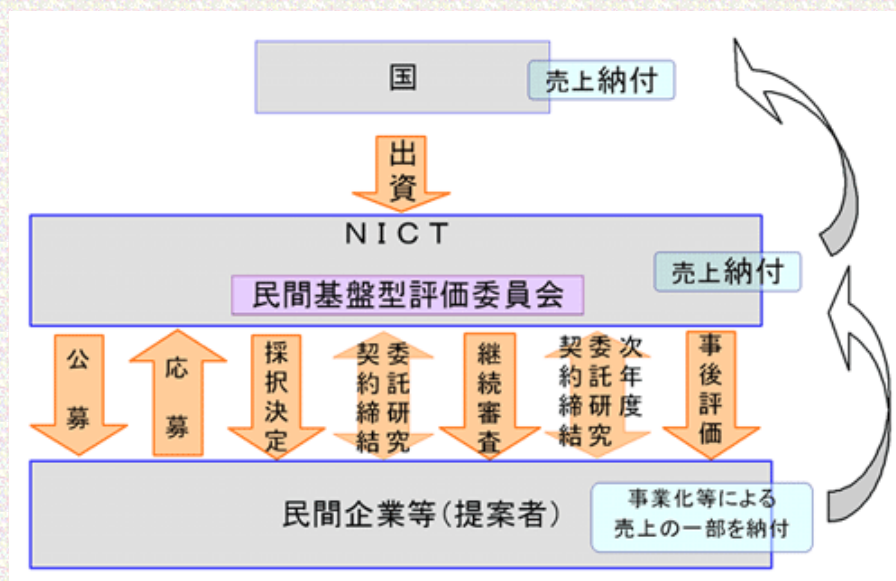 国
売上納付
出資
ＮＩＣＴ
民間基盤型評価委員会
売上納付
公募
応募
採択決定
委託研究
契約締結
継続審査
次年度
委託研究
契約締結
事後評価
民間企業等（提案者）
事業化等による
売上の一部を納付